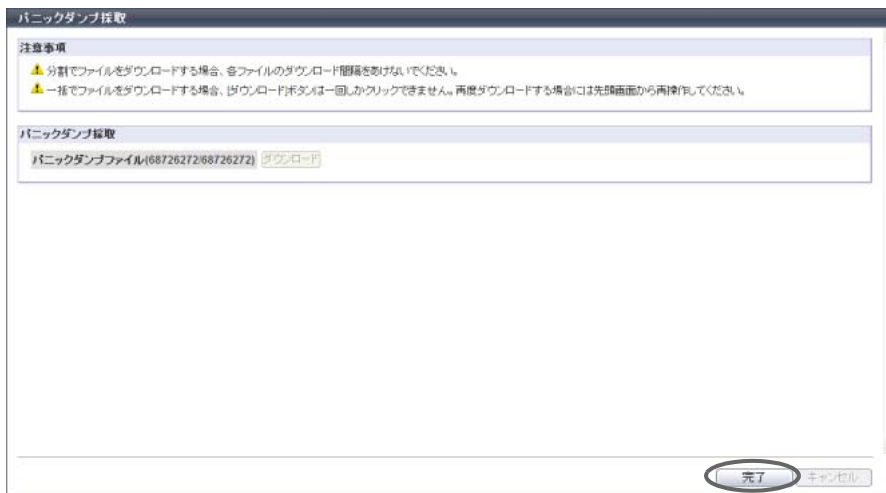 パニックダンプ採取
注意事項
分割でファイルをダウンロードする場合、各ファイルのダウンロード間隔をあけないでください。
一括でファイルをダウンロードする場合、[ダウンロード]ボタンは一回しかクリックできません。再度ダウンロードする場合には先頭画面から再操作してください。
パニックダンプ採取
パニックダンプファイル(68726272/68726272) ダウンロード
完了 キャンセル